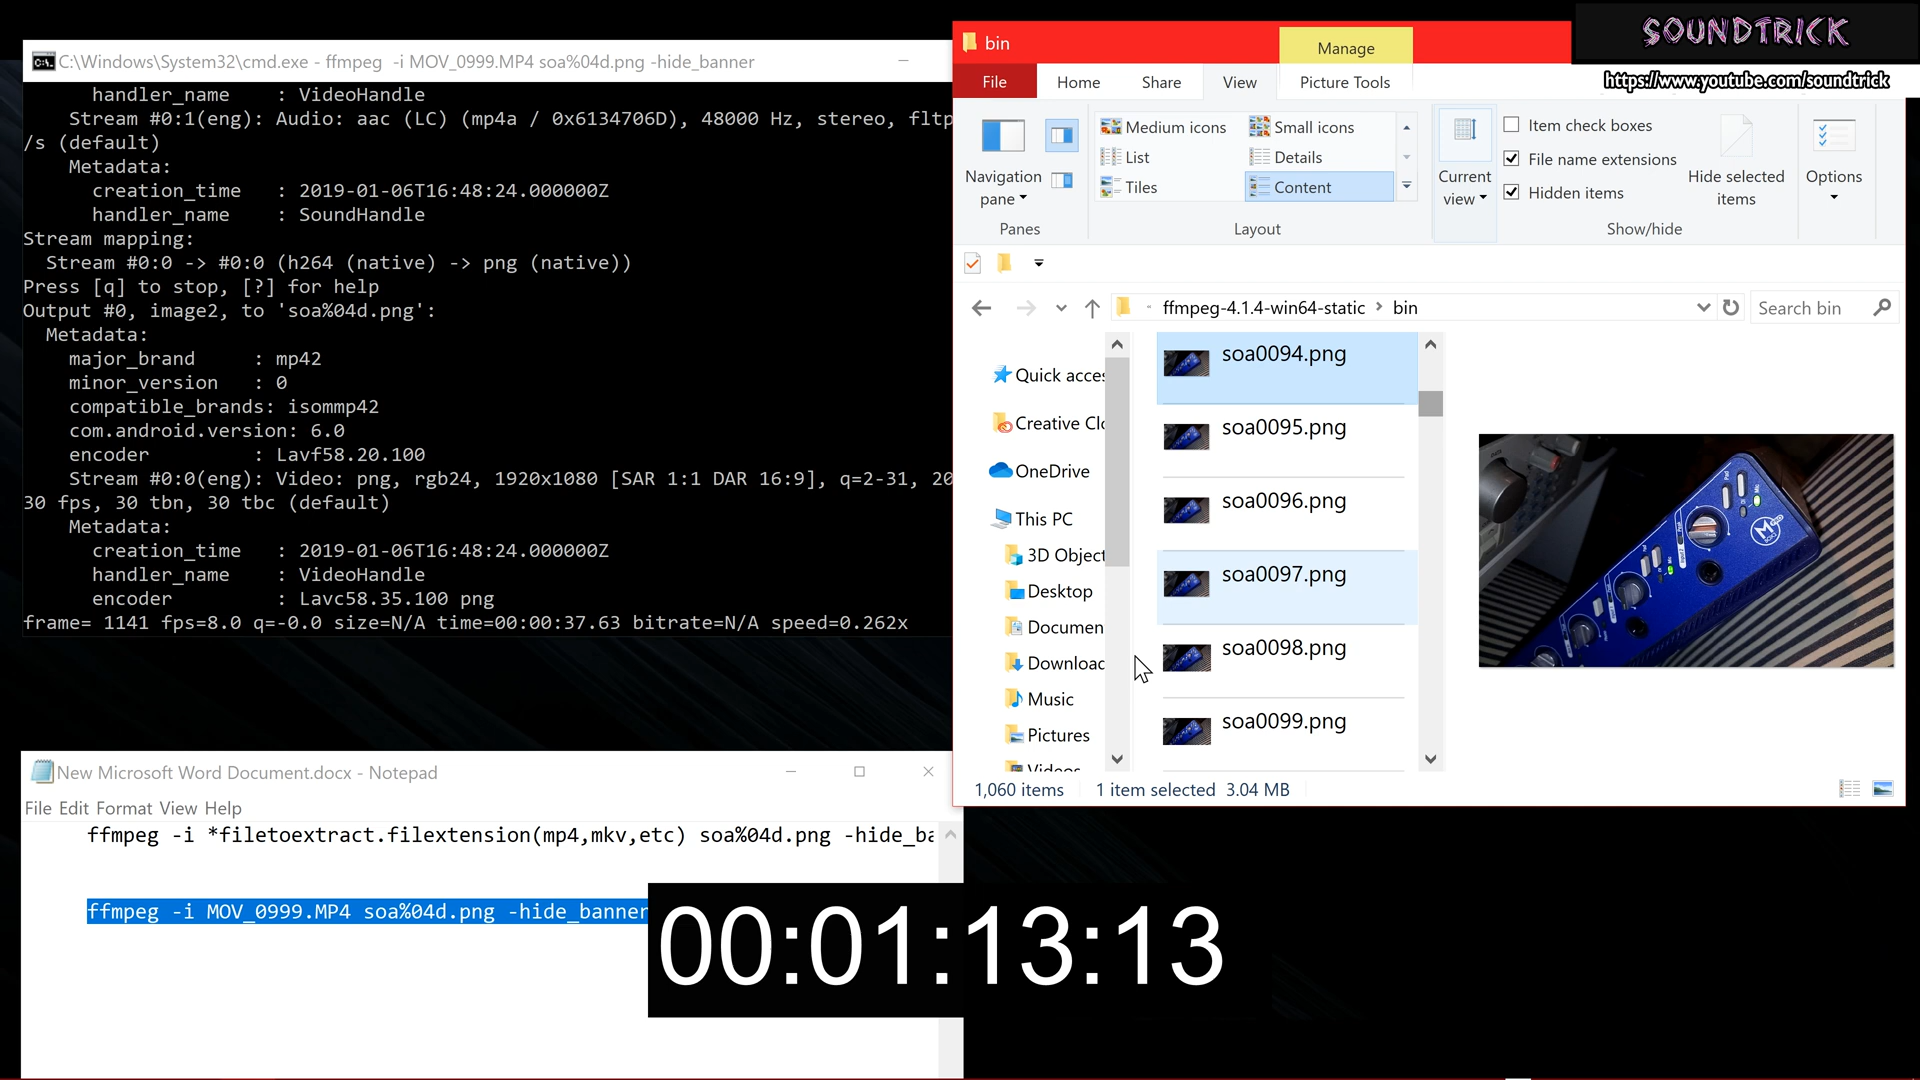 SOUNDTRICK
https://www.youtube.com/soundtrick
C:\Windows\System32\cmd.exe - ffmpeg  -i MOV_0999.MP4 soa%04d.png -hide_banner
handler_name    : VideoHandle
Stream #0:1(eng): Audio: aac (LC) (mp4a / 0x6134706D), 48000 Hz, stereo, fltp
/s (default)
Metadata:
creation_time   : 2019-01-06T16:48:24.000000Z
handler_name    : SoundHandle
Stream mapping:
Stream #0:0 -> #0:0 (h264 (native) -> png (native))
Press [q] to stop, [?] for help
Output #0, image2, to 'soa%04d.png':
Metadata:
major_brand     : mp42
minor_version   : 0
compatible_brands: isommp42
com.android.version: 6.0
encoder         : Lavf58.20.100
Stream #0:0(eng): Video: png, rgb24, 1920x1080 [SAR 1:1 DAR 16:9], q=2-31, 20
30 fps, 30 tbn, 30 tbc (default)
Metadata:
creation_time   : 2019-01-06T16:48:24.000000Z
handler_name    : VideoHandle
encoder         : Lavc58.35.100 png
frame= 1141 fps=8.0 q=-0.0 size=N/A time=00:00:37.63 bitrate=N/A speed=0.262x
bin
Manage
File Home Share View Picture Tools
Navigation pane
Panes
Medium icons
Small icons
List
Details
Tiles
Content
Layout
Current view
Item check boxes
File name extensions
Hidden items
Hide selected items
Show/hide
Options
ffmpeg-4.1.4-win64-static > bin
Search bin
Quick acces
Creative Clo
OneDrive
This PC
3D Object
Desktop
Documen
Download
Music
Pictures
Videos
soa0094.png
soa0095.png
soa0096.png
soa0097.png
soa0098.png
soa0099.png
1,060 items 1 item selected 3.04 MB
New Microsoft Word Document.docx - Notepad
File Edit Format View Help
ffmpeg -i *filetoextract.filextension(mp4,mkv,etc) soa%04d.png -hide_ba
ffmpeg -i MOV_0999.MP4 soa%04d.png -hide_banner
00:01:13:13